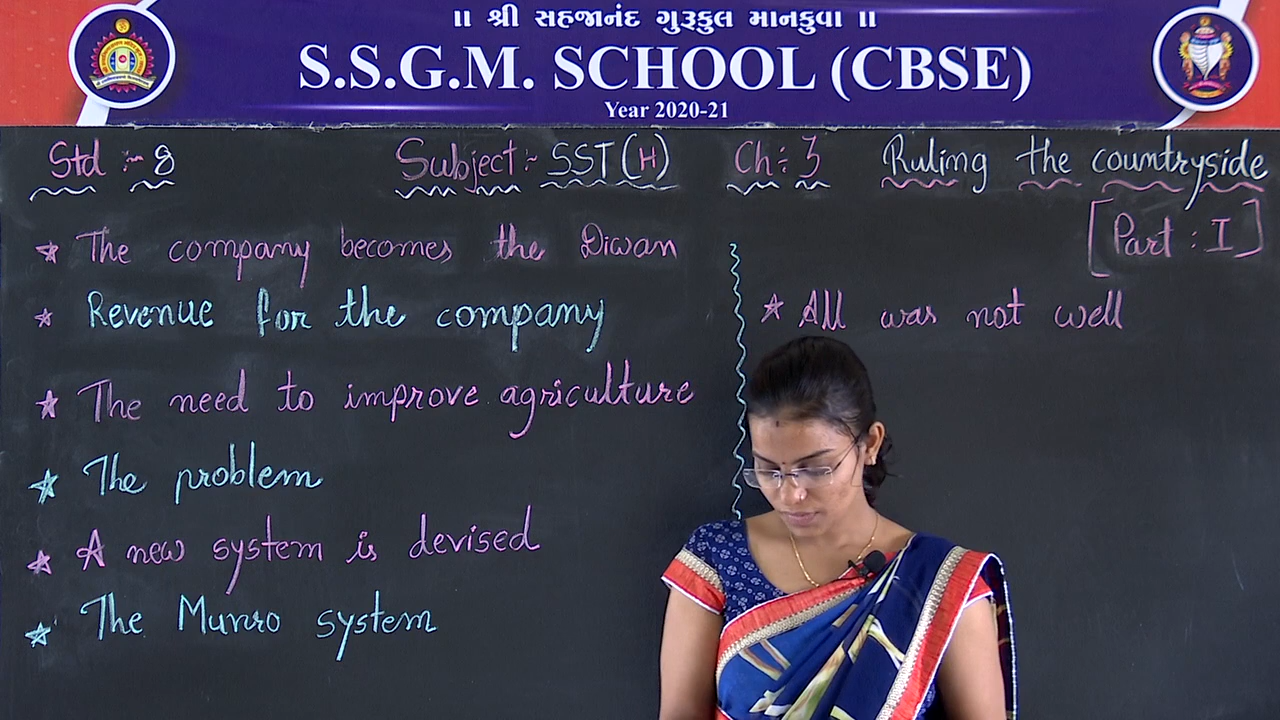 ॥ શ્રી સહજાનંદ ગુરૂકુલ માનકુવા ॥
S.S.G.M. SCHOOL (CBSE)
Year 2020-21
Std :- 8 Subject :- SST (H) Ch : 3 Ruling the countryside
[Part : I]
* The company becomes the Diwan
* Revenue for the company
* The need to improve agriculture
* The problem
* A new system is devised
* The Munro system
* All was not well